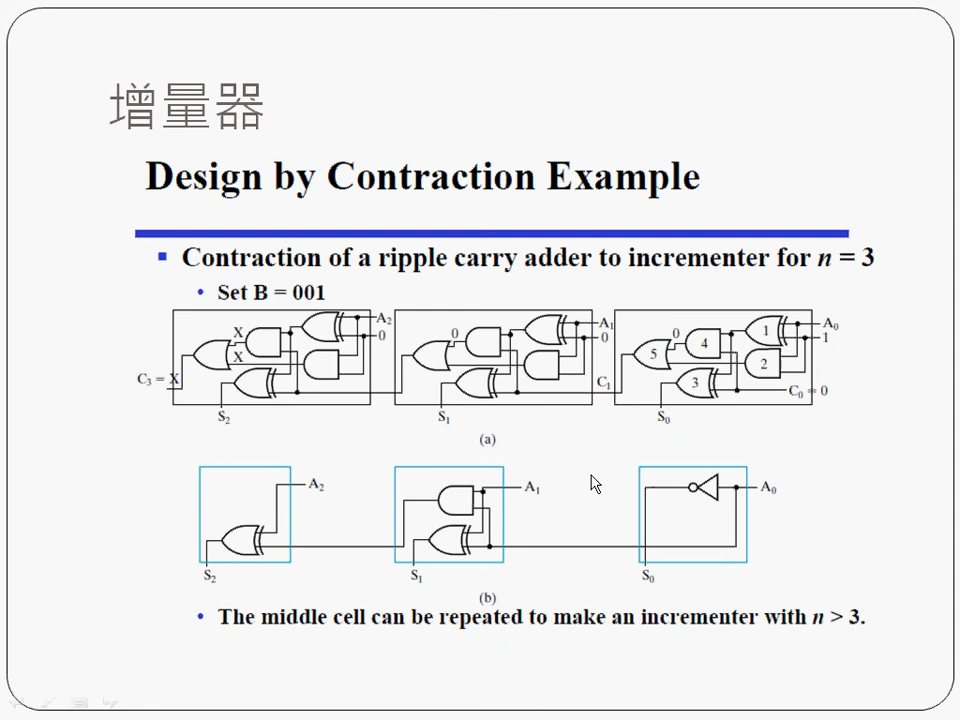 增量器
Design by Contraction Example
Contraction of a ripple carry adder to incrementer for n = 3
Set B = 001
A₂ 0 X X C₃ = X S₂
A₁ 0 0 C₁ S₁
A₀ 1 1 0 4 5 2 3 C₀ = 0 S₀
(a)
A₂ A₁ A₀
S₂ S₁ S₀
(b)
The middle cell can be repeated to make an incrementer with n > 3.